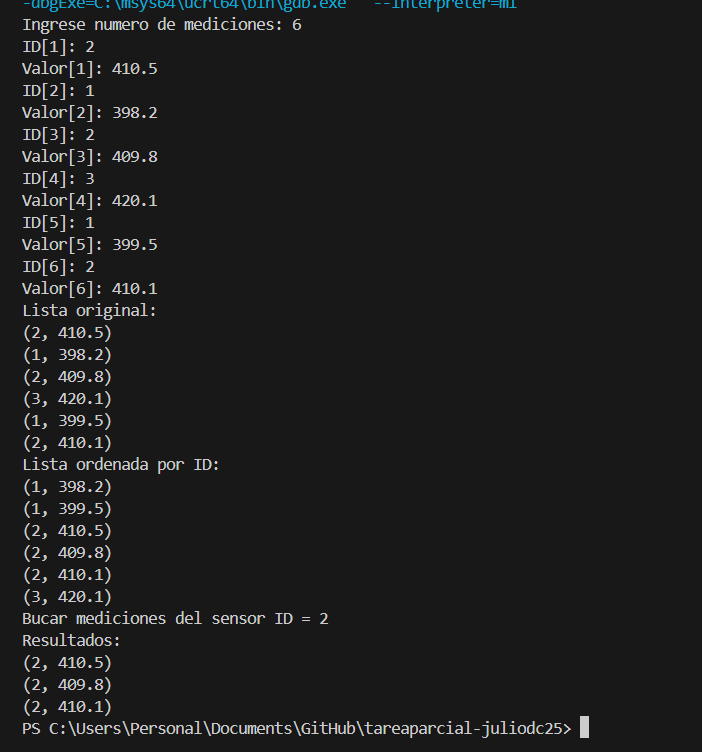 -dbgExe=C:\msys64\ucrt64\bin\gdb.exe   --interpreter=mi
Ingrese numero de mediciones: 6
ID[1]: 2
Valor[1]: 410.5
ID[2]: 1
Valor[2]: 398.2
ID[3]: 2
Valor[3]: 409.8
ID[4]: 3
Valor[4]: 420.1
ID[5]: 1
Valor[5]: 399.5
ID[6]: 2
Valor[6]: 410.1
Lista original:
(2, 410.5)
(1, 398.2)
(2, 409.8)
(3, 420.1)
(1, 399.5)
(2, 410.1)
Lista ordenada por ID:
(1, 398.2)
(1, 399.5)
(2, 410.5)
(2, 409.8)
(2, 410.1)
(3, 420.1)
Bucar mediciones del sensor ID = 2
Resultados:
(2, 410.5)
(2, 409.8)
(2, 410.1)
PS C:\Users\Personal\Documents\GitHub\tareaparcial-juliodc25>